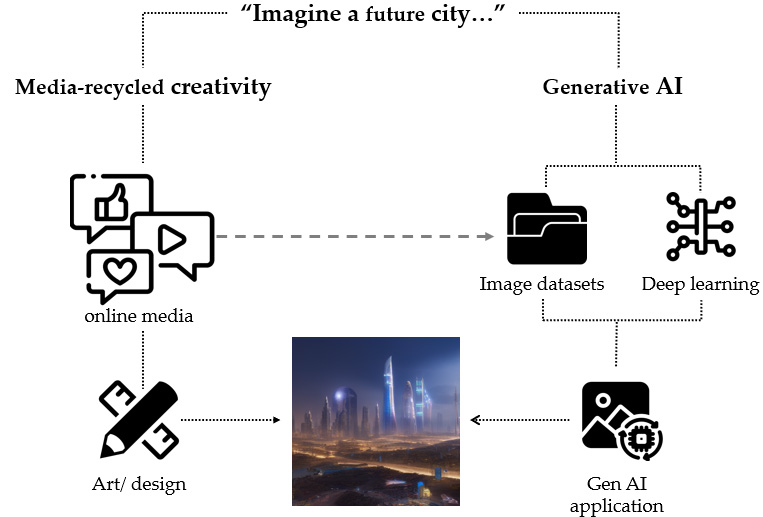 “Imagine a future city…”
Media-recycled creativity
Generative AI
online media
Image datasets
Deep learning
Art/ design
Gen AI
application